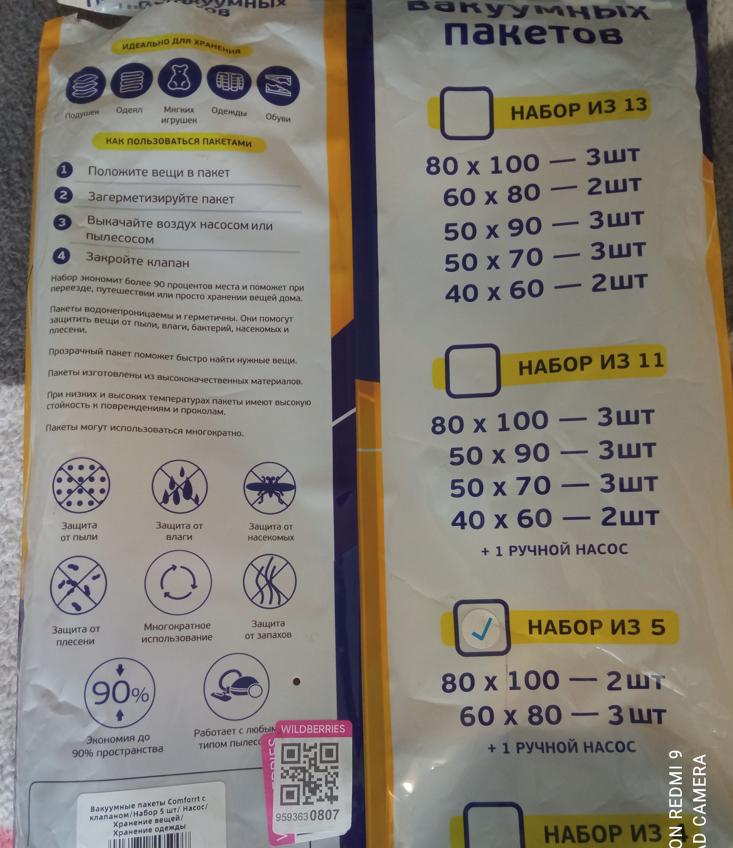 вакуумных
пакетов
ИДЕАЛЬНО ДЛЯ ХРАНЕНИЯ
Подушек
Одеял
Мягких
игрушек
Одежды
Обуви
КАК ПОЛЬЗОВАТЬСЯ ПАКЕТАМИ
1 Положите вещи в пакет
2 Загерметизируйте пакет
3 Выкачайте воздух насосом или
пылесосом
4 Закройте клапан
Набор экономит более 90 процентов места и поможет при
переезде, путешествии или просто хранении вещей дома.
Пакеты водонепроницаемы и герметичны. Они помогут
защитить вещи от пыли, влаги, бактерий, насекомых и
плесени.
Прозрачный пакет поможет быстро найти нужные вещи.
Пакеты изготовлены из высококачественных материалов.
При низких и высоких температурах пакеты имеют высокую
стойкость к повреждениям и проколам.
Пакеты могут использоваться многократно.
Защита
от пыли
Защита от
влаги
Защита от
насекомых
Защита от
плесени
Многократное
использование
Защита
от запахов
90%
Экономия до
90% пространства
Работает с любым
типом
WILDBERRIES
959363 0807
Вакуумные пакеты Comforrt с
клапаном/Набор 5 шт/ Насос/
Хранение вещей/
Хранение одежды
НАБОР ИЗ 13
80 x 100 — 3шт
60 x 80 — 2шт
50 x 90 — 3шт
50 x 70 — 3шт
40 x 60 — 2шт
НАБОР ИЗ 11
80 x 100 — 3шт
50 x 90 — 3шт
50 x 70 — 3шт
40 x 60 — 2шт
+ 1 РУЧНОЙ НАСОС
НАБОР ИЗ 5
80 x 100 — 2шт
60 x 80 — 3шт
+ 1 РУЧНОЙ НАСОС
НАБОР ИЗ
ON REDMI 9
AD CAMERA